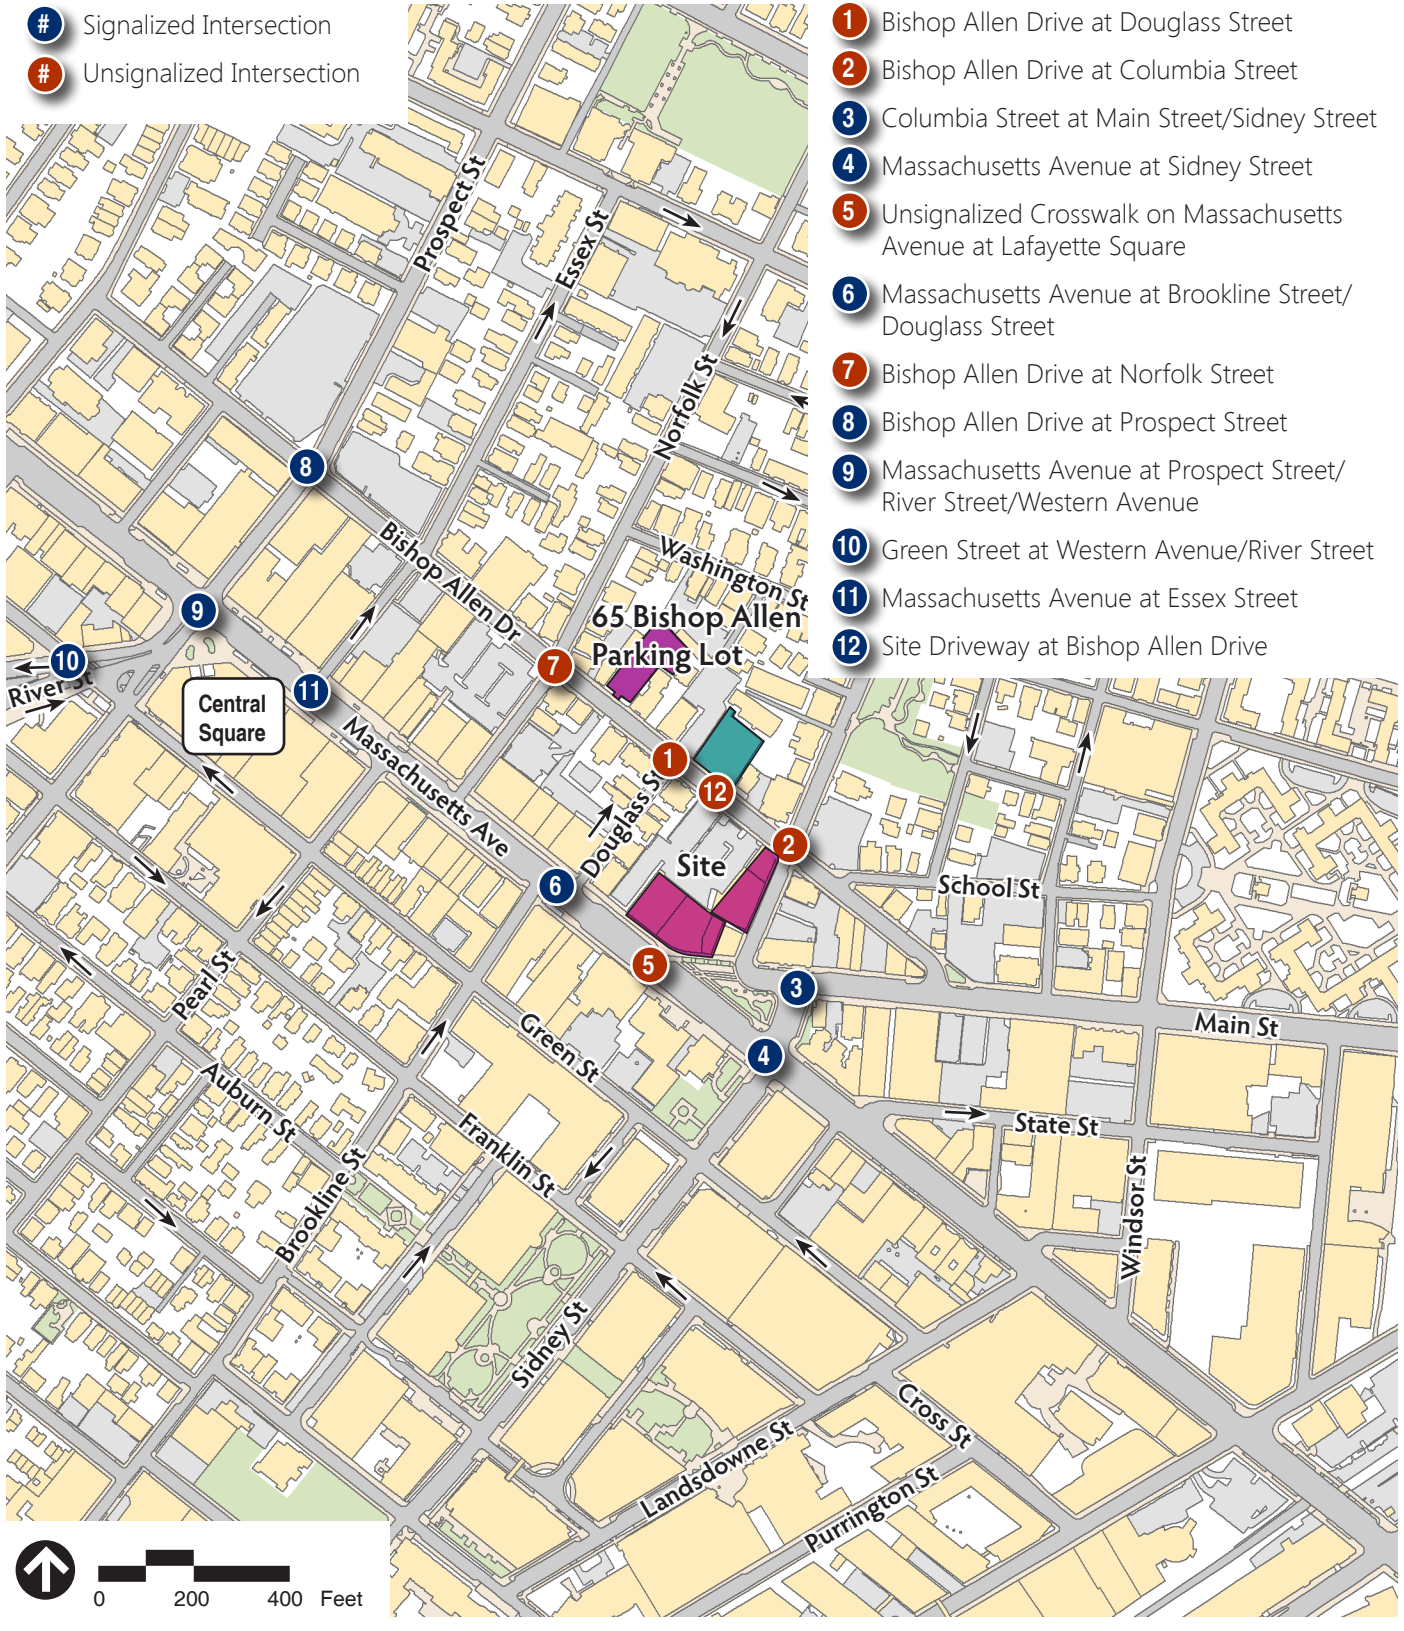 # Signalized Intersection
# Unsignalized Intersection
1 Bishop Allen Drive at Douglass Street
2 Bishop Allen Drive at Columbia Street
3 Columbia Street at Main Street/Sidney Street
4 Massachusetts Avenue at Sidney Street
5 Unsignalized Crosswalk on Massachusetts
Avenue at Lafayette Square
6 Massachusetts Avenue at Brookline Street/
Douglass Street
7 Bishop Allen Drive at Norfolk Street
8 Bishop Allen Drive at Prospect Street
9 Massachusetts Avenue at Prospect Street/
River Street/Western Avenue
10 Green Street at Western Avenue/River Street
11 Massachusetts Avenue at Essex Street
12 Site Driveway at Bishop Allen Drive
Prospect St
Essex St
Norfolk St
8
Bishop Allen Dr
Washington St
9
65 Bishop Allen
Parking Lot
7
10
River St
11
Central
Square
Massachusetts Ave
1
12
Douglass St
2
Site
6
School St
5
3
Pearl St
Main St
Green St
4
Auburn St
Franklin St
State St
Brookline St
Windsor St
Sidney St
Cross St
Landsdowne St
Purrington St
0 200 400 Feet